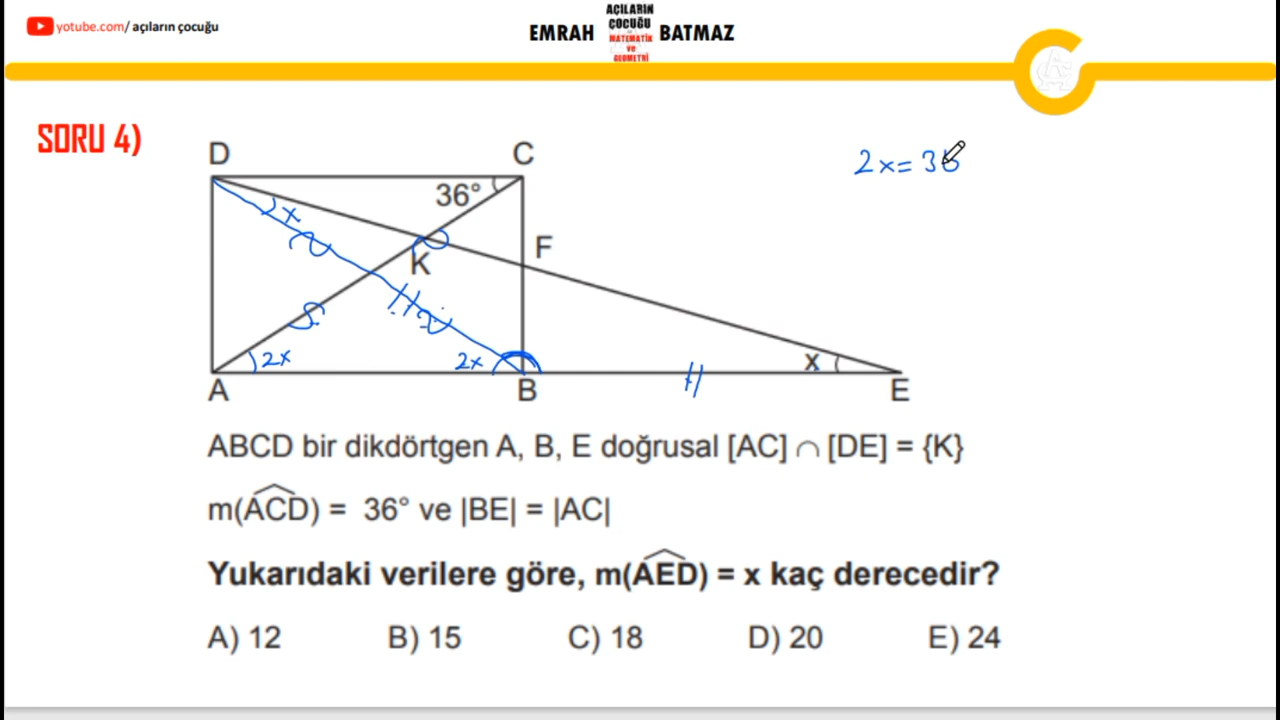 yotube.com/ açıların çocuğu
EMRAH BATMAZ
AÇILARIN
ÇOCUĞU
MATEMATİK
ve
GEOMETRİ
SORU 4)
2x=36
D C
36°
2x
F
K
2x 2x x
A B E
ABCD bir dikdörtgen A, B, E doğrusal [AC] ∩ [DE] = {K}
m(ACD) = 36° ve |BE| = |AC|
Yukarıdaki verilere göre, m(AED) = x kaç derecedir?
A) 12 B) 15 C) 18 D) 20 E) 24